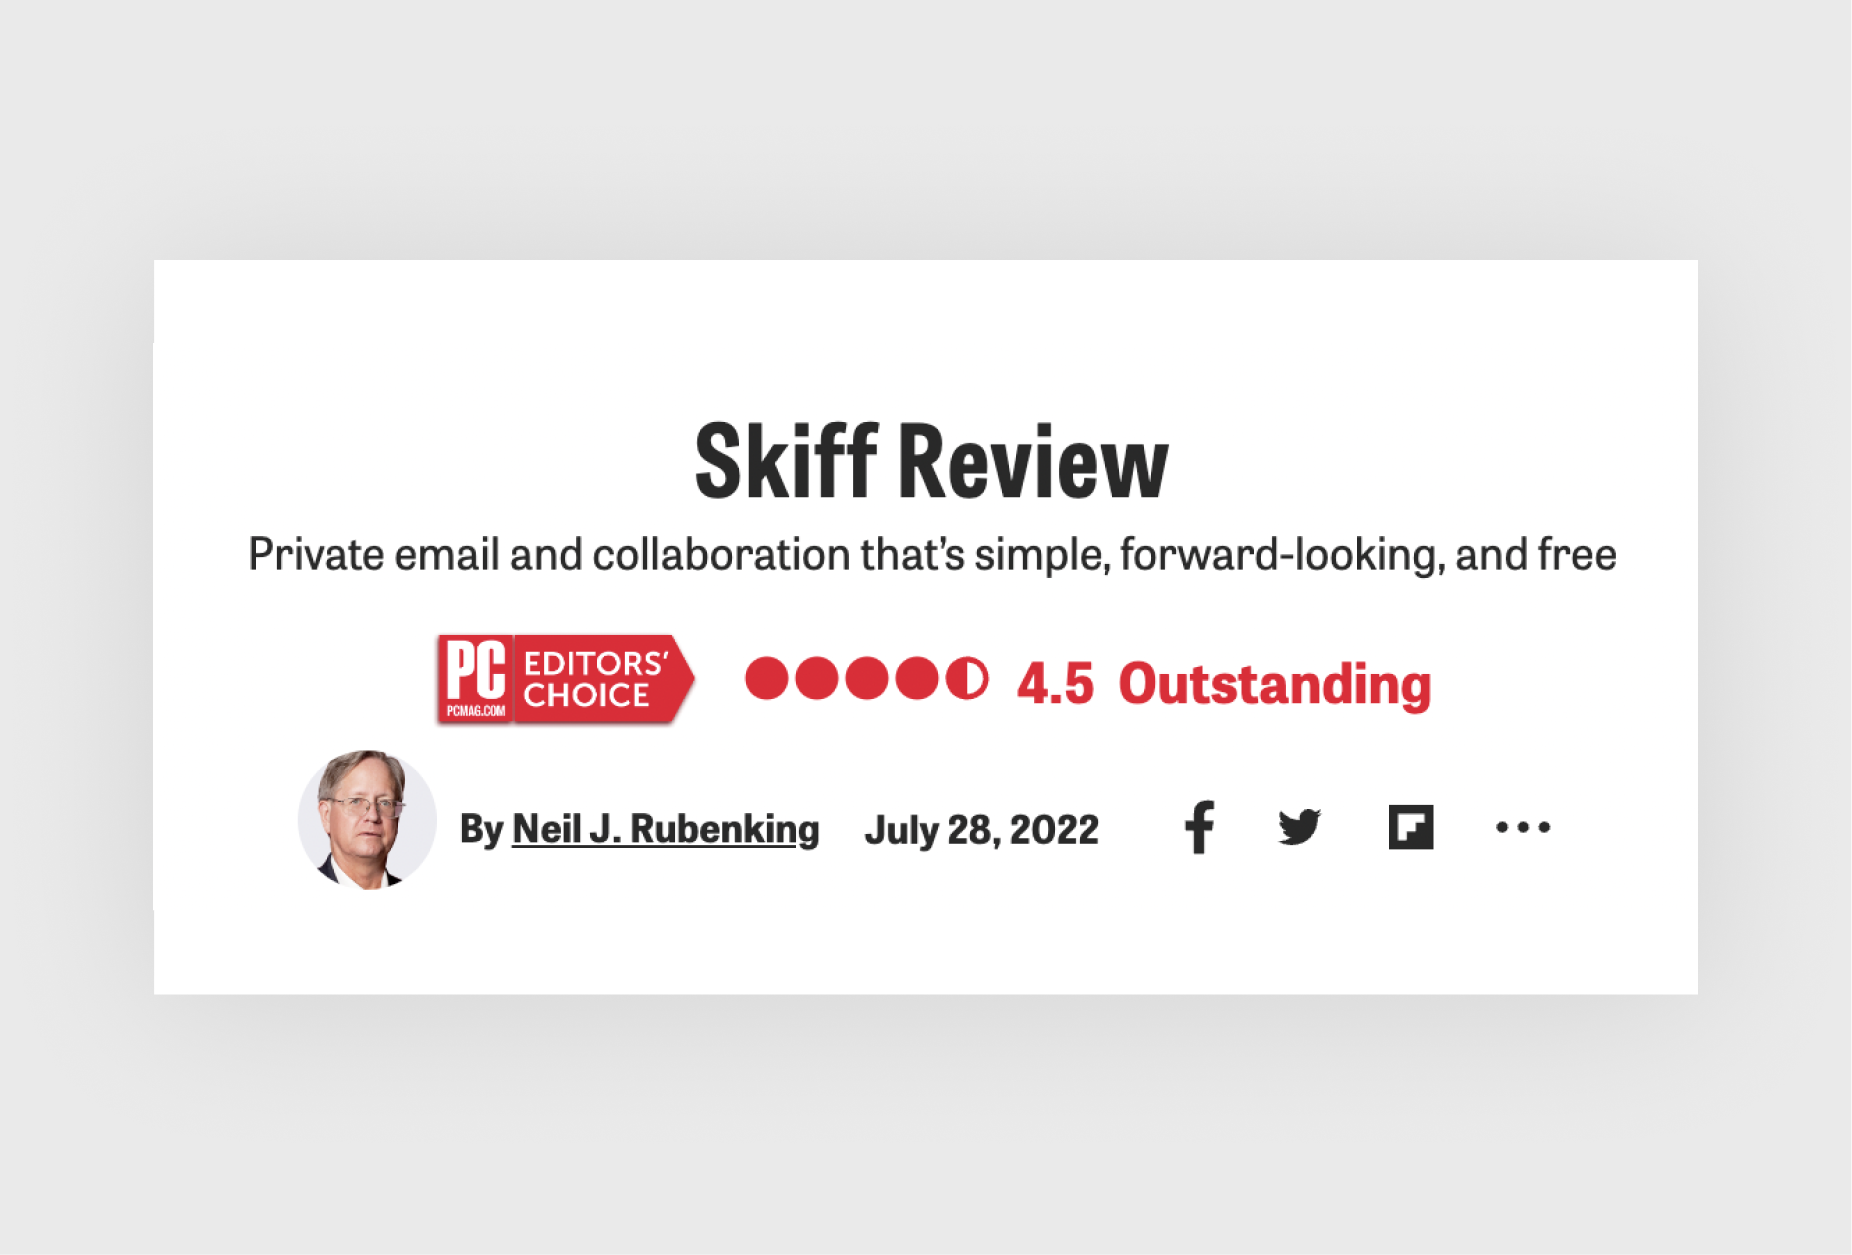 Skiff Review
Private email and collaboration that’s simple, forward-looking, and free
PC
PCMAG.COM
EDITORS’
CHOICE
4.5 Outstanding
By Neil J. Rubenking
July 28, 2022